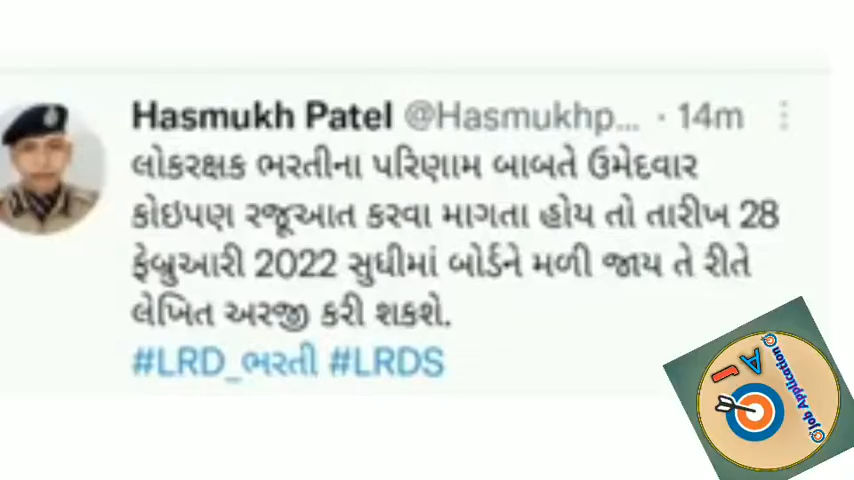 Hasmukh Patel @Hasmukhp... · 14m
લોકરક્ષક ભરતીના પરિણામ બાબતે ઉમેદવાર
કોઇપણ રજૂઆત કરવા માગતા હોય તો તારીખ 28
ફેબ્રુઆરી 2022 સુધીમાં બોર્ડને મળી જાય તે રીતે
લેખિત અરજી કરી શકશે.
#LRD_ભરતી #LRDS
J A
Job Application